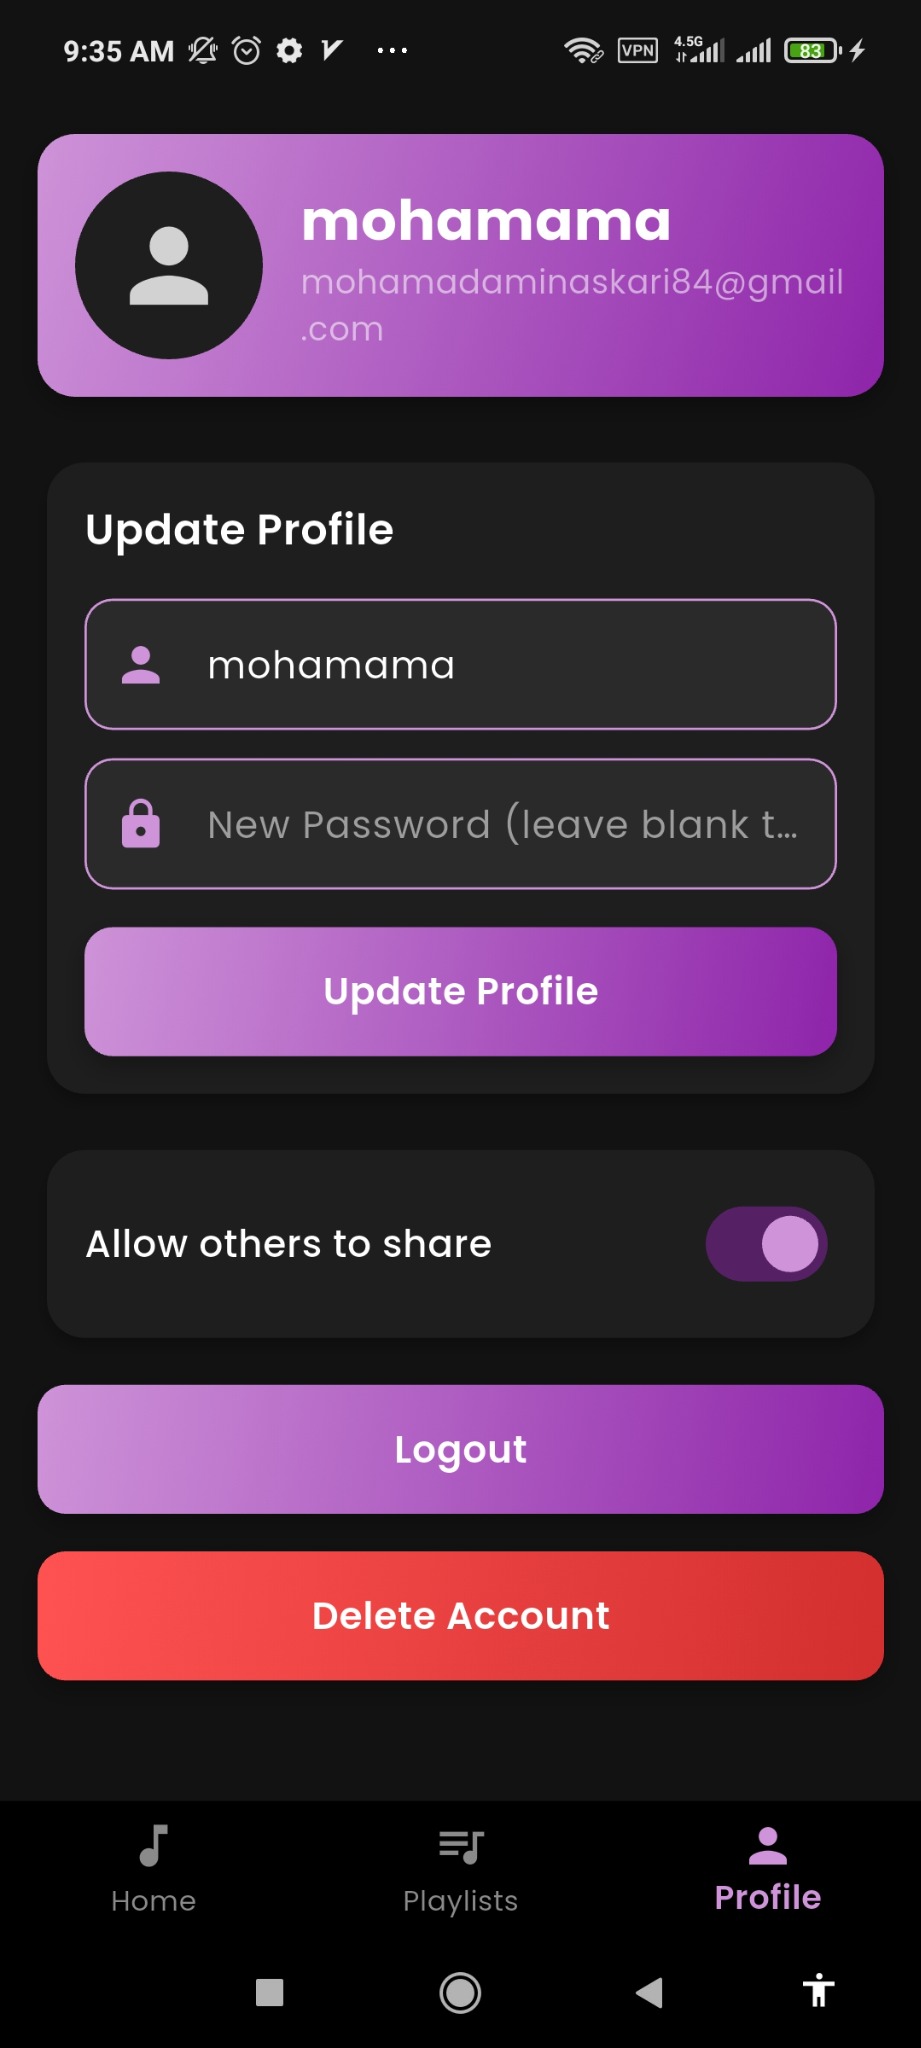 9:35 AM
VPN
4.5G
83
mohamama
mohamadaminaskari84@gmail
.com
Update Profile
mohamama
New Password (leave blank t...
Update Profile
Allow others to share
Logout
Delete Account
Home
Playlists
Profile